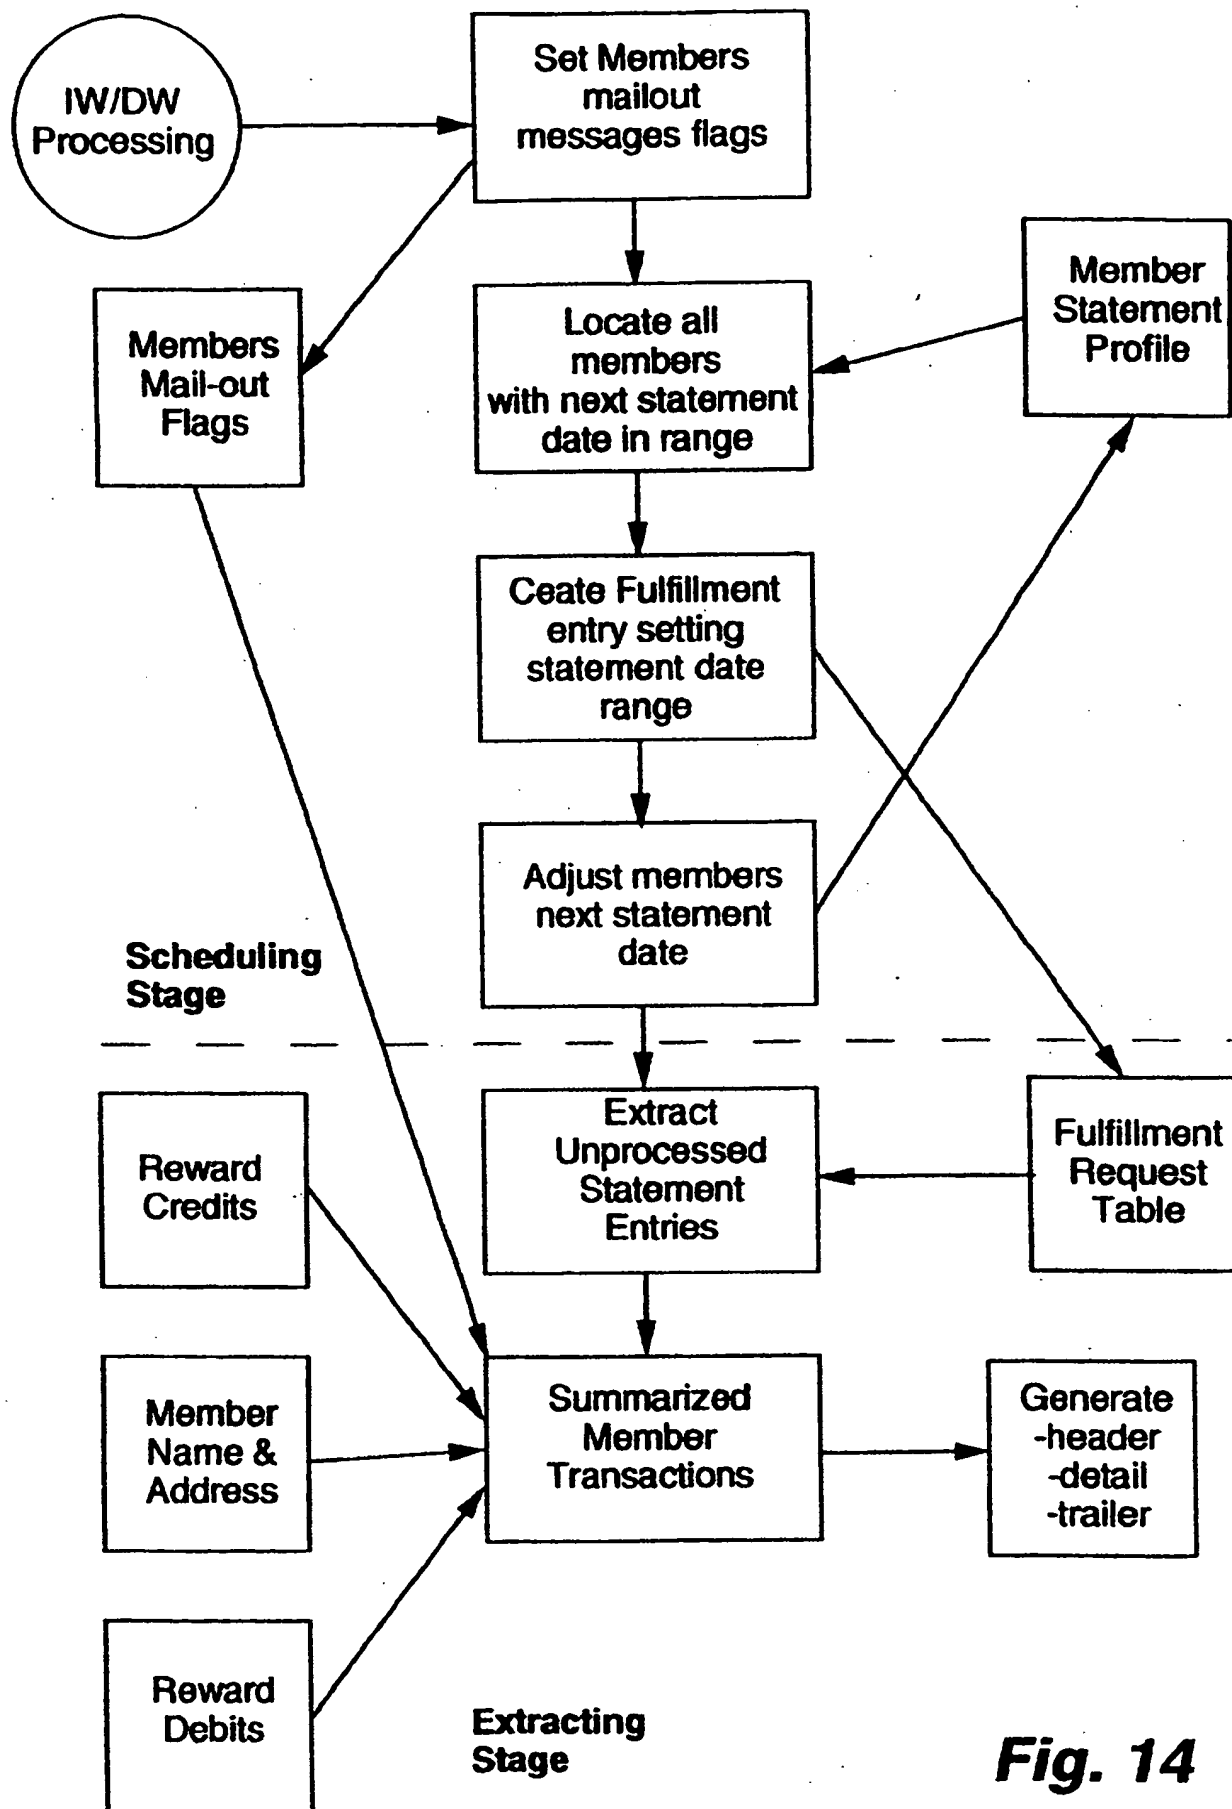 IW/DW
Processing
Set Members
mailout
messages flags
Members
Mail-out
Flags
Locate all
members
with next statement
date in range
Member
Statement
Profile
Ceate Fulfillment
entry setting
statement date
range
Adjust members
next statement
date
Scheduling
Stage
Reward
Credits
Extract
Unprocessed
Statement
Entries
Fulfillment
Request
Table
Member
Name &
Address
Summarized
Member
Transactions
Generate
-header
-detail
-trailer
Reward
Debits
Extracting
Stage
Fig. 14